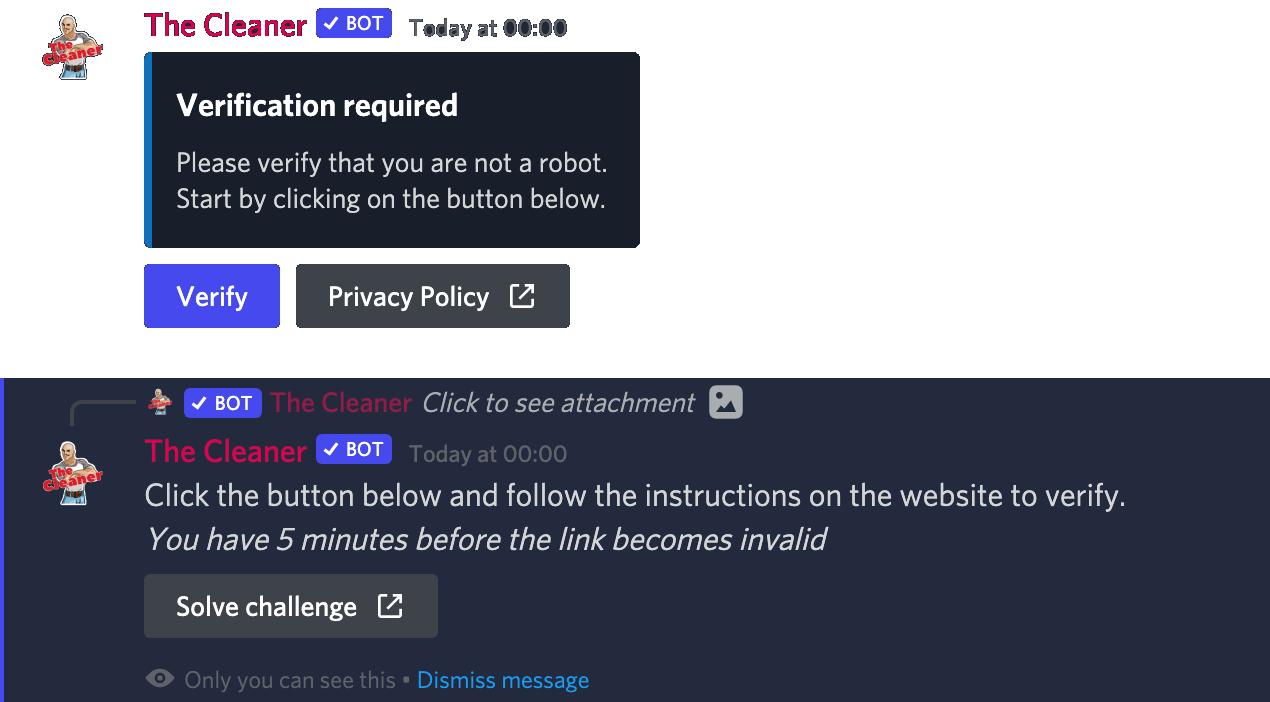 The Cleaner BOT Today at 00:00
The
Cleaner
Verification required
Please verify that you are not a robot.
Start by clicking on the button below.
Verify Privacy Policy
BOT The Cleaner Click to see attachment
The Cleaner BOT Today at 00:00
The
Cleaner
Click the button below and follow the instructions on the website to verify.
You have 5 minutes before the link becomes invalid
Solve challenge
Only you can see this • Dismiss message